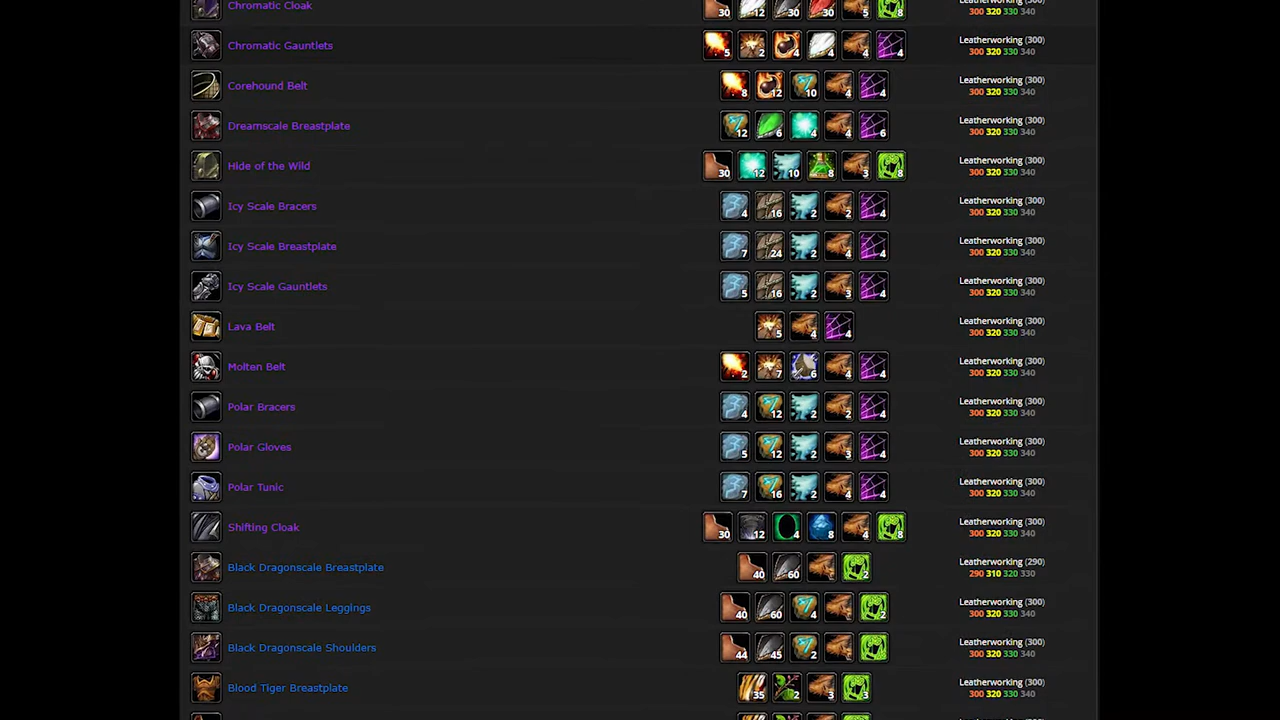 Chromatic Cloak 30 12 30 30 5 8 Leatherworking (300)
300 320 330 340
Chromatic Gauntlets 5 2 4 4 4 4 Leatherworking (300)
300 320 330 340
Corehound Belt 8 12 10 4 4 Leatherworking (300)
300 320 330 340
Dreamscale Breastplate 12 6 4 4 6 Leatherworking (300)
300 320 330 340
Hide of the Wild 30 12 10 8 3 8 Leatherworking (300)
300 320 330 340
Icy Scale Bracers 4 16 2 2 4 Leatherworking (300)
300 320 330 340
Icy Scale Breastplate 7 24 2 4 4 Leatherworking (300)
300 320 330 340
Icy Scale Gauntlets 5 16 2 3 4 Leatherworking (300)
300 320 330 340
Lava Belt 5 4 4 Leatherworking (300)
300 320 330 340
Molten Belt 2 7 6 4 4 Leatherworking (300)
300 320 330 340
Polar Bracers 4 12 2 2 4 Leatherworking (300)
300 320 330 340
Polar Gloves 5 12 2 3 4 Leatherworking (300)
300 320 330 340
Polar Tunic 7 16 2 4 4 Leatherworking (300)
300 320 330 340
Shifting Cloak 30 12 4 8 4 8 Leatherworking (300)
300 320 330 340
Black Dragonscale Breastplate 40 60 2 Leatherworking (290)
290 310 320 330
Black Dragonscale Leggings 40 60 4 2 Leatherworking (300)
300 320 330 340
Black Dragonscale Shoulders 44 45 2 Leatherworking (300)
300 320 330 340
Blood Tiger Breastplate 35 2 3 3 Leatherworking (300)
300 320 330 340